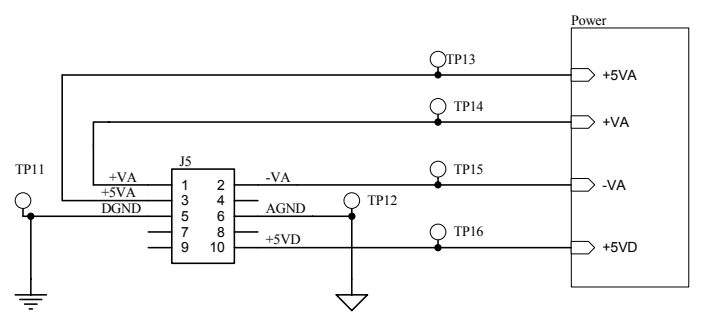 Power
TP13
+5VA
TP14
+VA
TP11
J5
TP15
+VA 1 2 -VA
-VA
+5VA 3 4
TP12
DGND 5 6 AGND
7 8
TP16
9 10 +5VD
+5VD